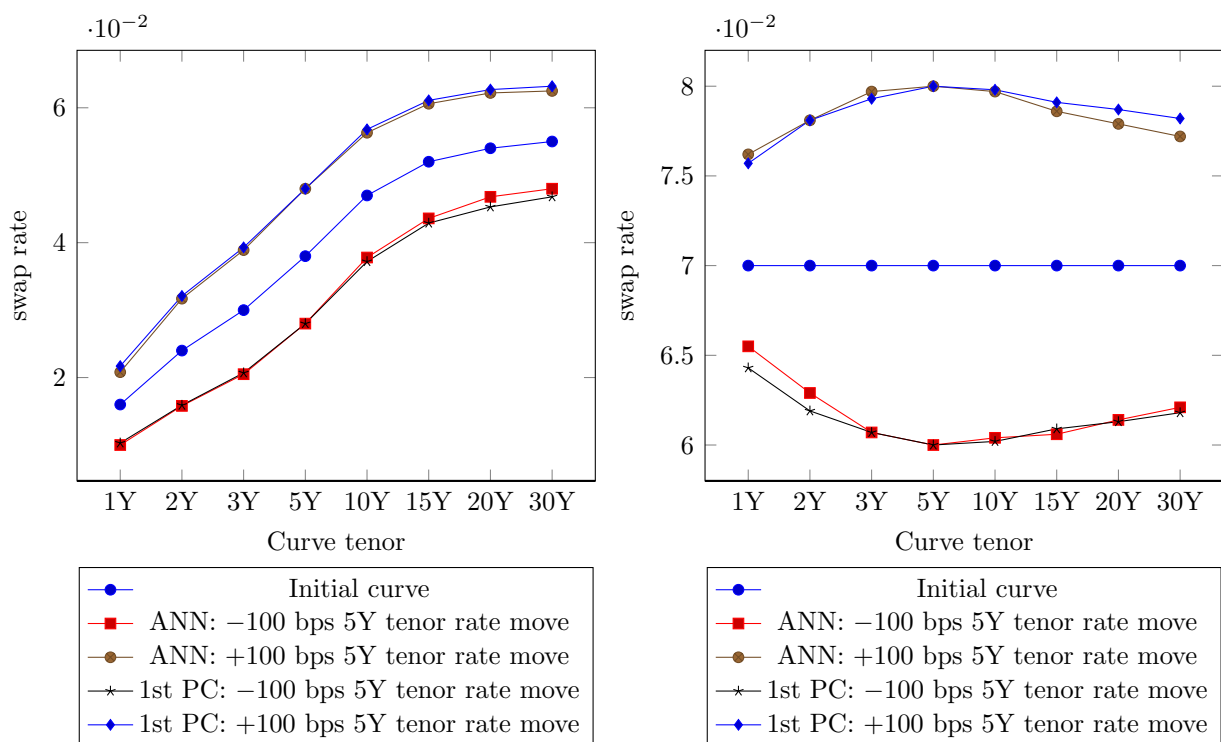 ·10⁻²
6
4
2
swap rate
1Y 2Y 3Y 5Y 10Y 15Y 20Y 30Y
Curve tenor
Initial curve
ANN: −100 bps 5Y tenor rate move
ANN: +100 bps 5Y tenor rate move
1st PC: −100 bps 5Y tenor rate move
1st PC: +100 bps 5Y tenor rate move
·10⁻²
8
7.5
7
6.5
6
swap rate
1Y 2Y 3Y 5Y 10Y 15Y 20Y 30Y
Curve tenor
Initial curve
ANN: −100 bps 5Y tenor rate move
ANN: +100 bps 5Y tenor rate move
1st PC: −100 bps 5Y tenor rate move
1st PC: +100 bps 5Y tenor rate move